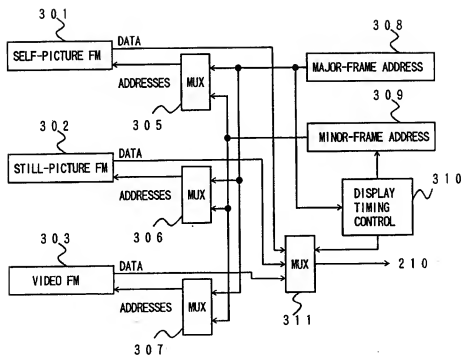 301
SELF-PICTURE FM
DATA
ADDRESSES
MUX
305
308
MAJOR-FRAME ADDRESS
309
MINOR-FRAME ADDRESS
302
STILL-PICTURE FM
DATA
ADDRESSES
MUX
306
310
DISPLAY
TIMING
CONTROL
303
VIDEO FM
DATA
ADDRESSES
MUX
307
MUX
311
210